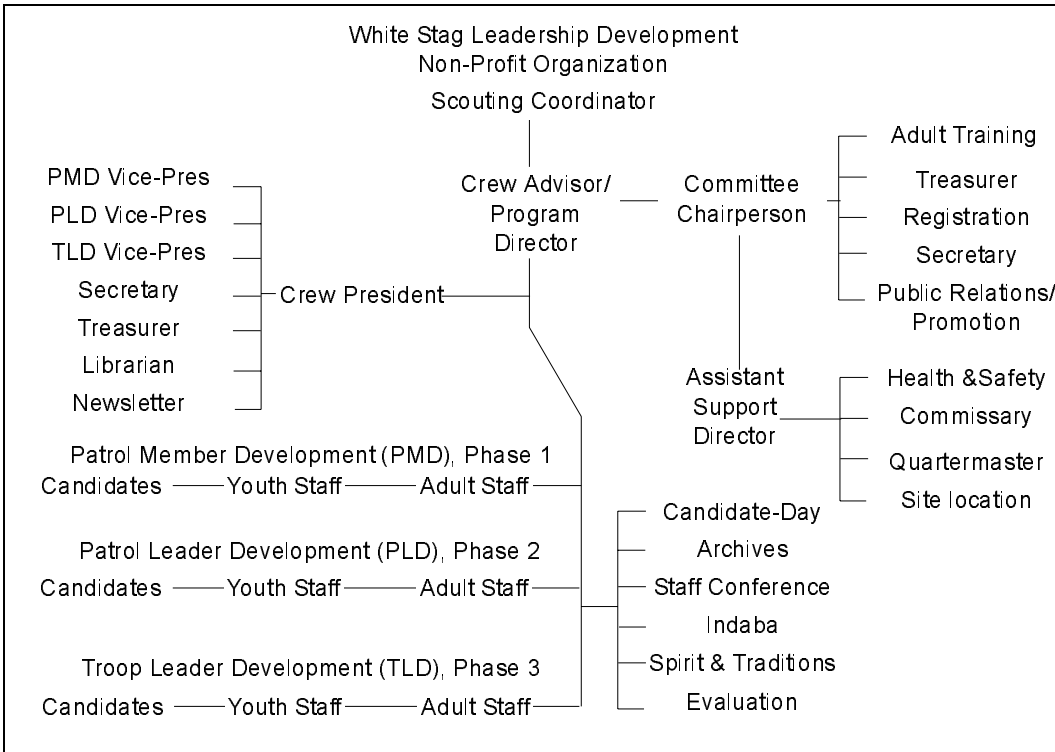 White Stag Leadership Development
Non-Profit Organization
Scouting Coordinator
PMD Vice-Pres
PLD Vice-Pres
TLD Vice-Pres
Secretary
Treasurer
Librarian
Newsletter
Crew President
Crew Advisor/
Program
Director
Committee
Chairperson
Adult Training
Treasurer
Registration
Secretary
Public Relations/
Promotion
Assistant
Support
Director
Health &Safety
Commissary
Quartermaster
Site location
Patrol Member Development (PMD), Phase 1
Candidates Youth Staff Adult Staff
Patrol Leader Development (PLD), Phase 2
Candidates Youth Staff Adult Staff
Troop Leader Development (TLD), Phase 3
Candidates Youth Staff Adult Staff
Candidate-Day
Archives
Staff Conference
Indaba
Spirit & Traditions
Evaluation